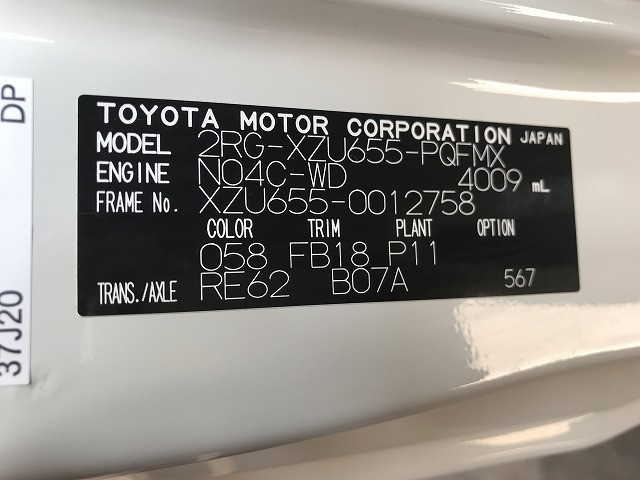 TOYOTA MOTOR CORPORATION JAPAN
MODEL 2RG-XZU655-PQFMX
ENGINE N04C-WD 4009 mL
FRAME No. XZU655-0012758
COLOR TRIM PLANT OPTION
058 FB18 P11
TRANS./AXLE RE62 B07A 567
37J20 DP